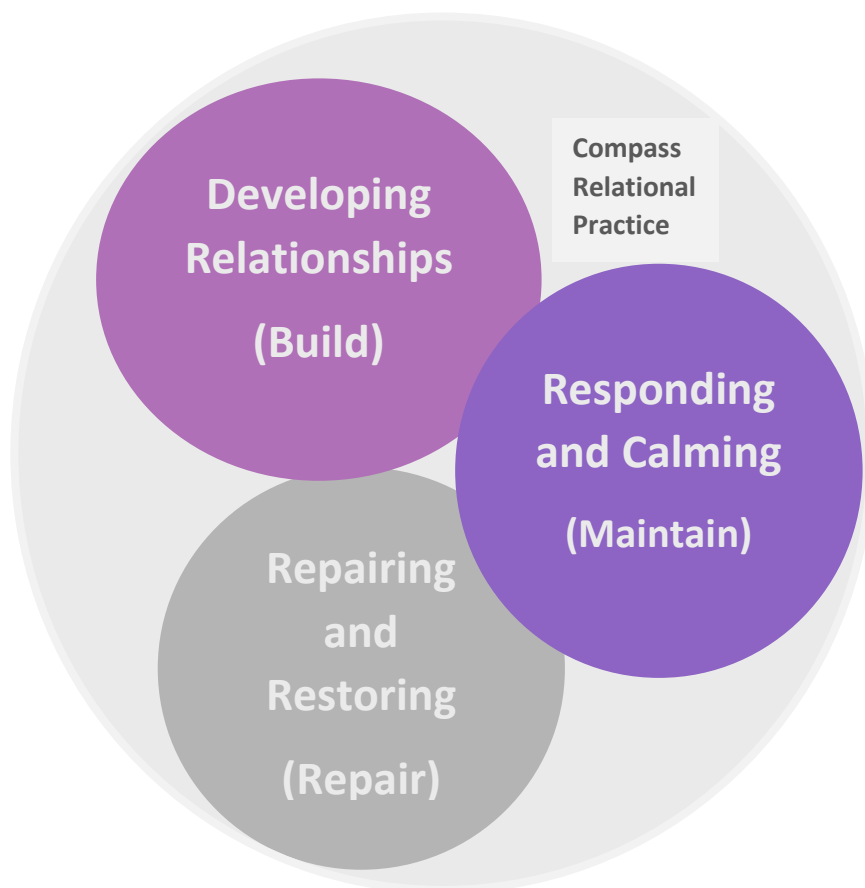 Developing
Relationships
(Build)
Compass
Relational
Practice
Responding
and Calming
(Maintain)
Repairing
and
Restoring
(Repair)